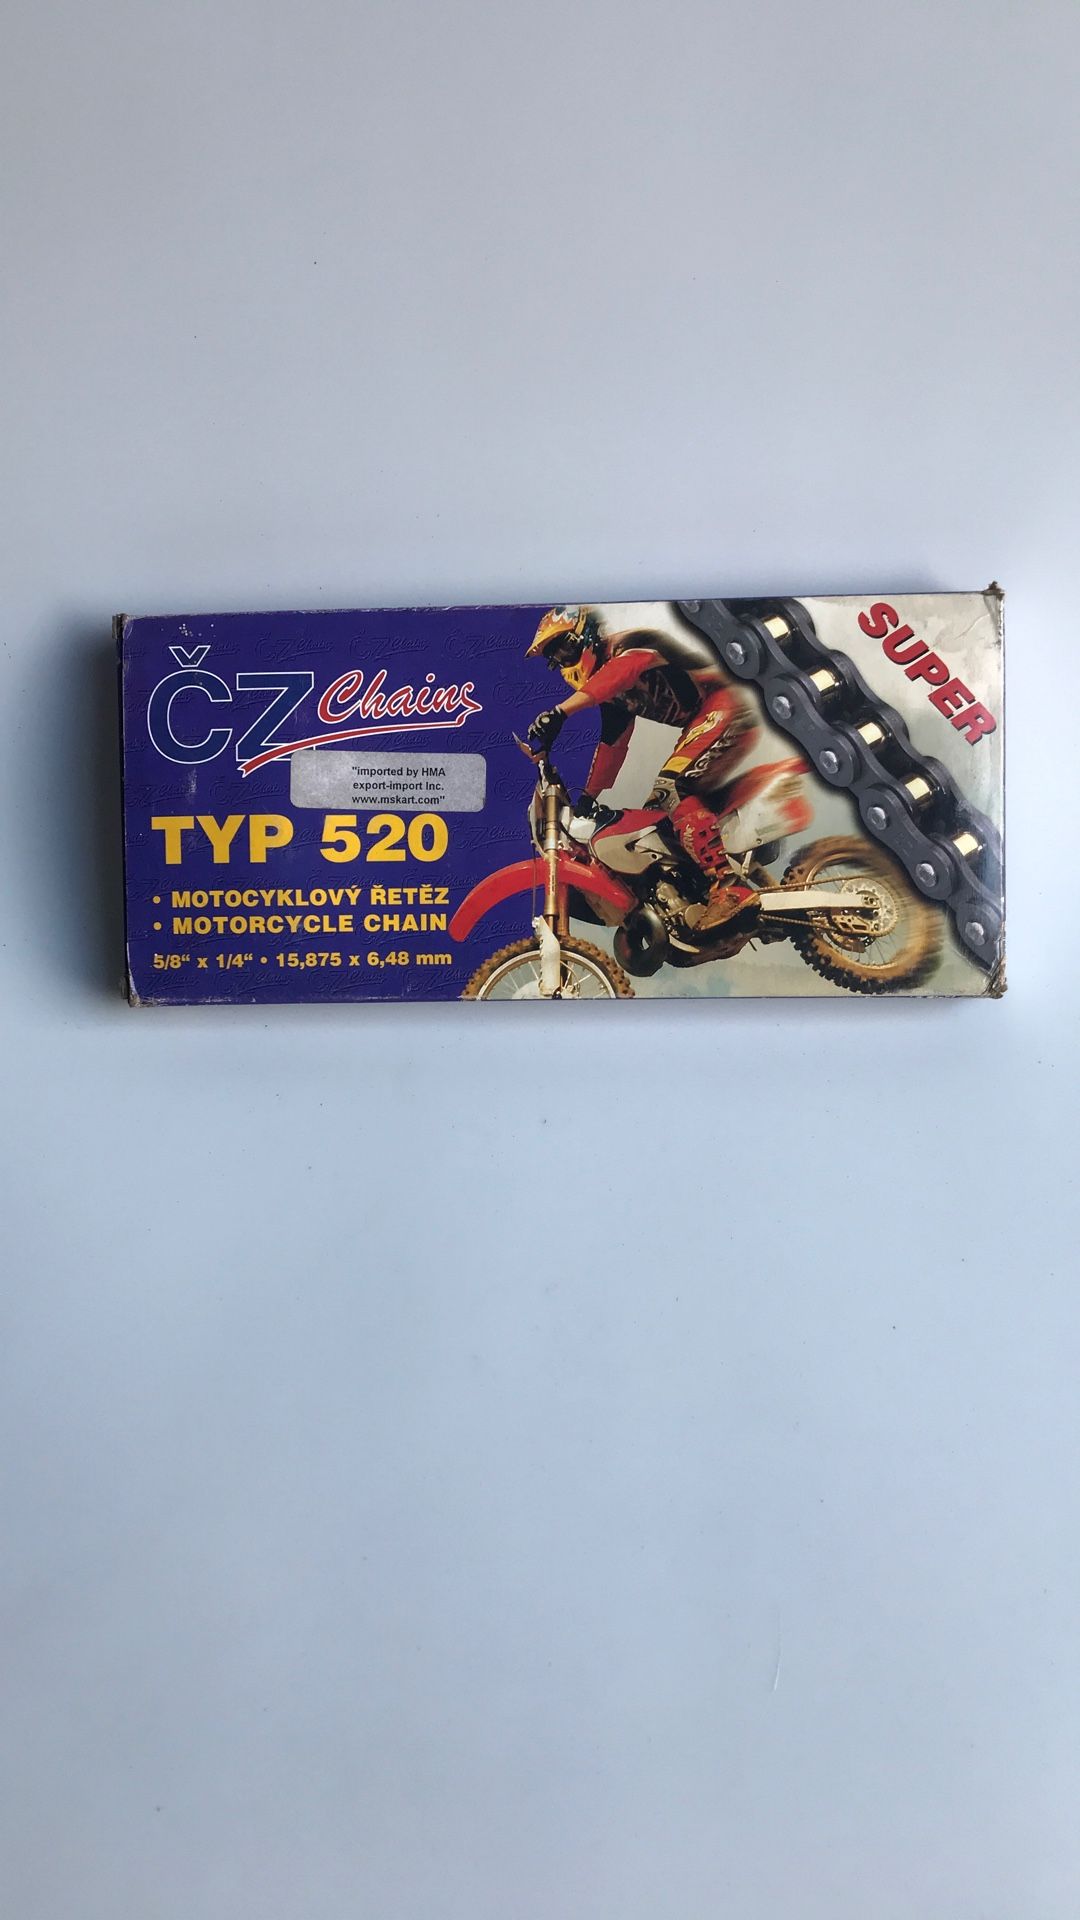 ČZ Chains
"imported by HMA
export-import Inc.
www.mskart.com"
TYP 520
• MOTOCYKLOVÝ ŘETĚZ
• MOTORCYCLE CHAIN
5/8“ x 1/4“ • 15,875 x 6,48 mm
SUPER